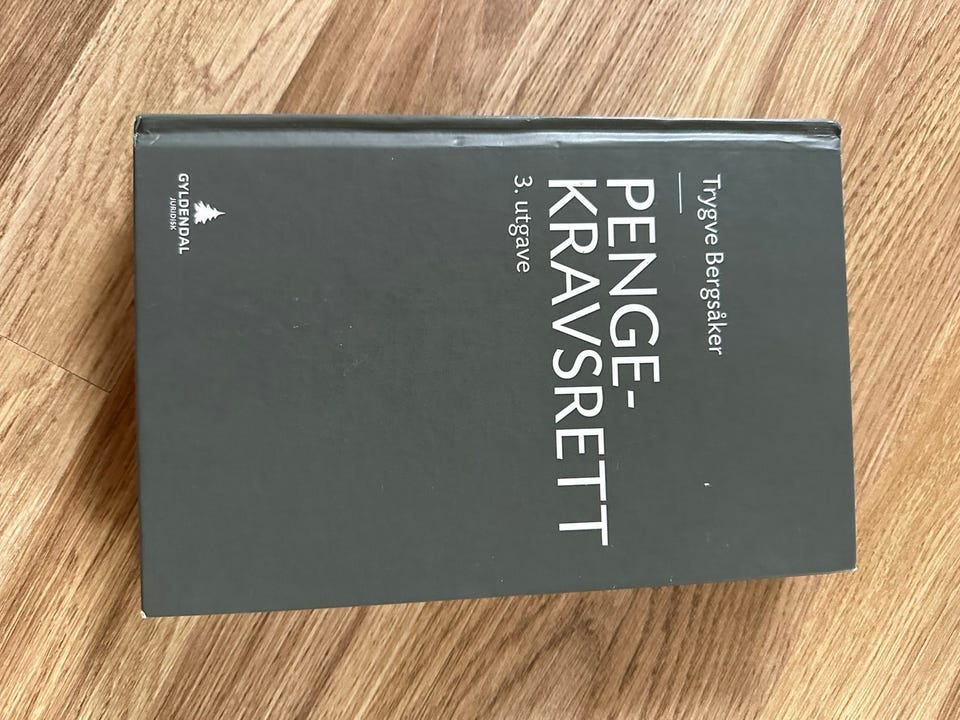 Trygve Bergsåker
PENGE-
KRAVSRETT
3. utgave
GYLDENDAL
JURIDISK